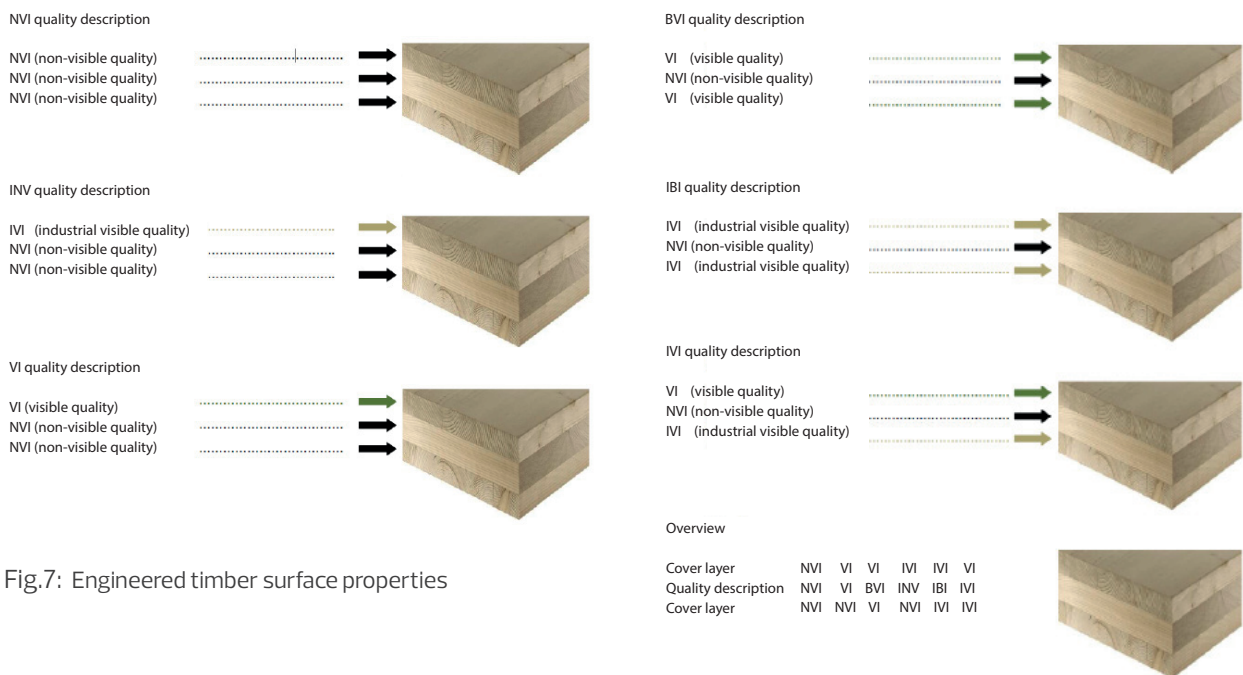 NVI quality description
NVI (non-visible quality)
NVI (non-visible quality)
NVI (non-visible quality)
INV quality description
IVI (industrial visible quality)
NVI (non-visible quality)
NVI (non-visible quality)
VI quality description
VI (visible quality)
NVI (non-visible quality)
NVI (non-visible quality)
Fig.7: Engineered timber surface properties
BVI quality description
VI (visible quality)
NVI (non-visible quality)
VI (visible quality)
IBI quality description
IVI (industrial visible quality)
NVI (non-visible quality)
IVI (industrial visible quality)
IVI quality description
VI (visible quality)
NVI (non-visible quality)
IVI (industrial visible quality)
Overview
Cover layer NVI VI VI IVI IVI VI
Quality description NVI VI BVI INV IBI IVI
Cover layer NVI NVI VI NVI IVI IVI